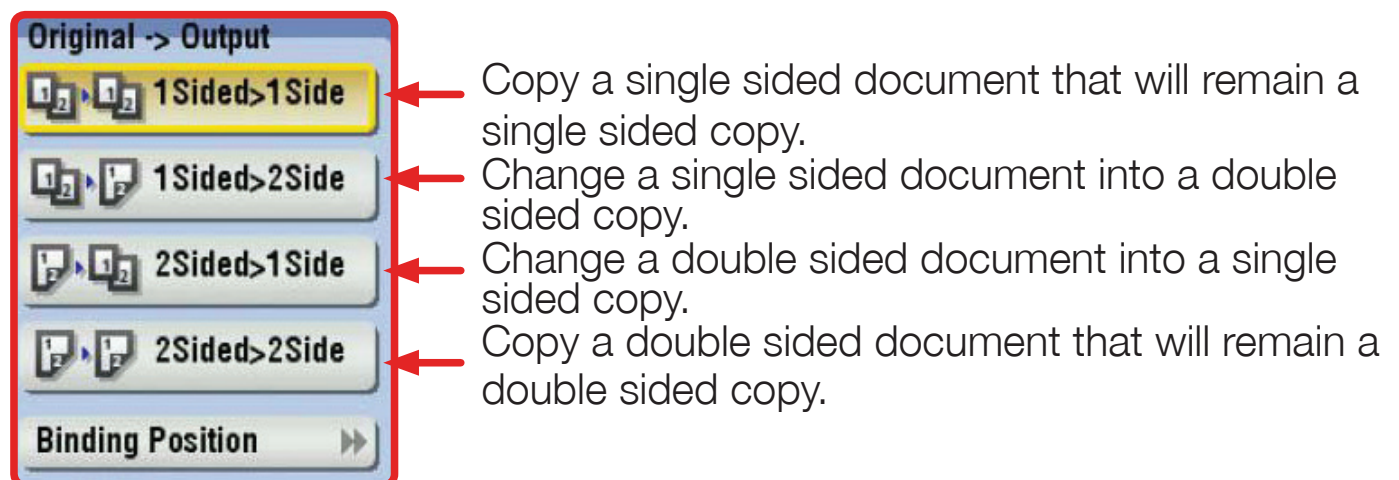 Original -> Output
1Sided>1Side
Copy a single sided document that will remain a
single sided copy.
1Sided>2Side
Change a single sided document into a double
sided copy.
2Sided>1Side
Change a double sided document into a single
sided copy.
2Sided>2Side
Copy a double sided document that will remain a
double sided copy.
Binding Position